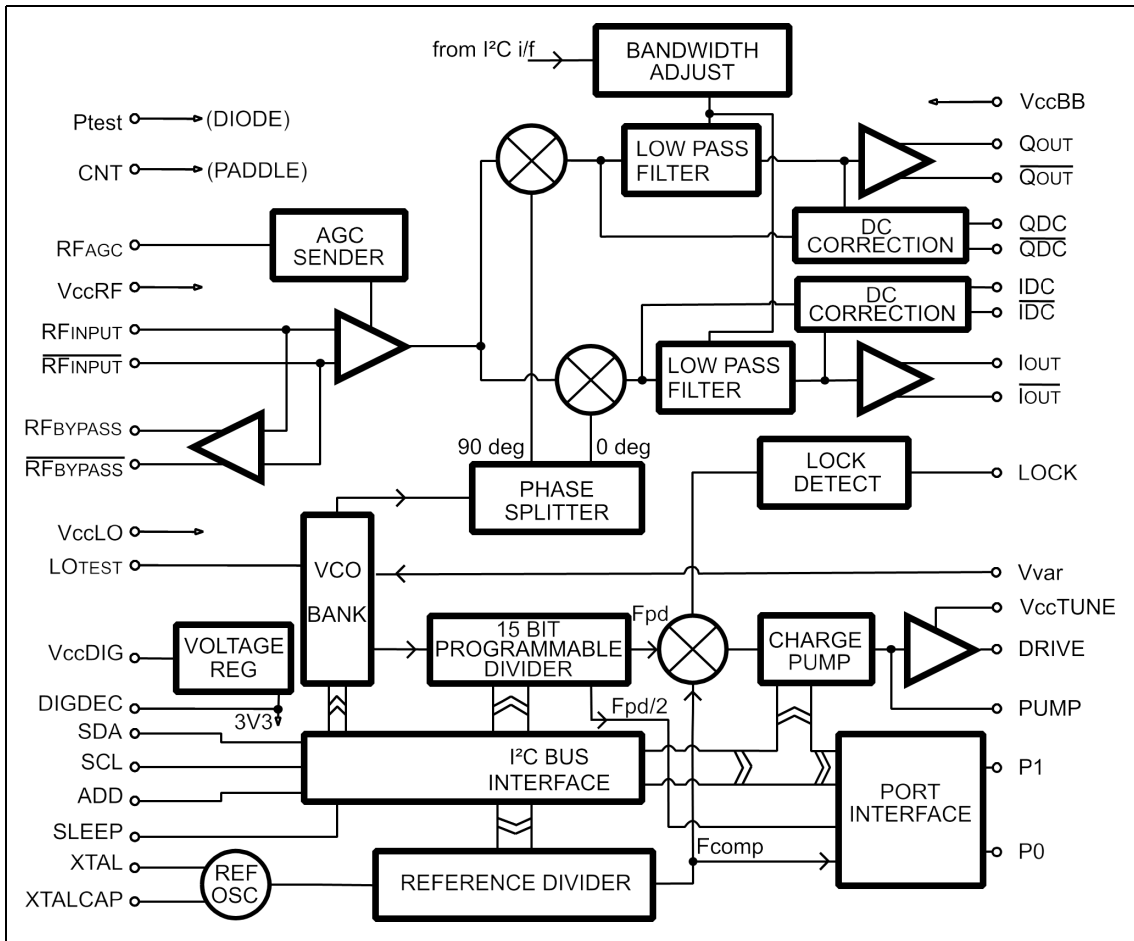 from I²C i/f
BANDWIDTH
ADJUST
Ptest
(DIODE)
CNT
(PADDLE)
VccBB
LOW PASS
FILTER
QOUT
QOUT
RFAGC
AGC
SENDER
DC
CORRECTION
QDC
QDC
VccRF
DC
CORRECTION
IDC
IDC
RFINPUT
RFINPUT
LOW PASS
FILTER
IOUT
IOUT
RFBYPASS
RFBYPASS
90 deg
0 deg
PHASE
SPLITTER
LOCK
DETECT
LOCK
VccLO
LOTEST
VCO
BANK
Vvar
VccTUNE
VccDIG
VOLTAGE
REG
15 BIT
PROGRAMMABLE
DIVIDER
Fpd
CHARGE
PUMP
DRIVE
DIGDEC
3V3
Fpd/2
PUMP
SDA
SCL
ADD
I²C BUS
INTERFACE
PORT
INTERFACE
P1
SLEEP
P0
XTAL
XTALCAP
REF
OSC
REFERENCE DIVIDER
Fcomp